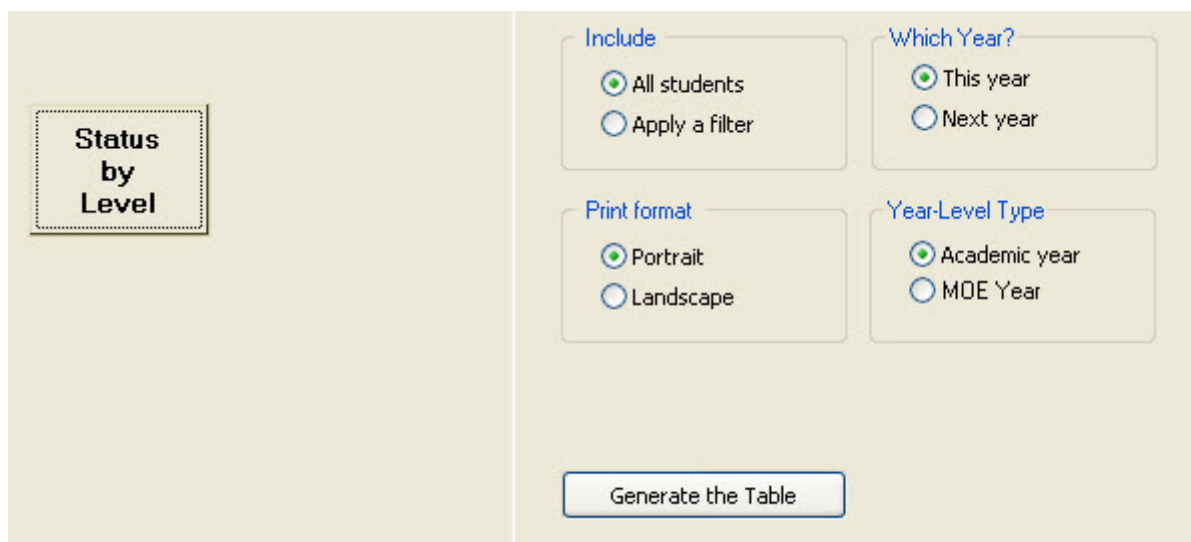 Status
by
Level
Include
All students
Apply a filter
Which Year?
This year
Next year
Print format
Portrait
Landscape
Year-Level Type
Academic year
MOE Year
Generate the Table